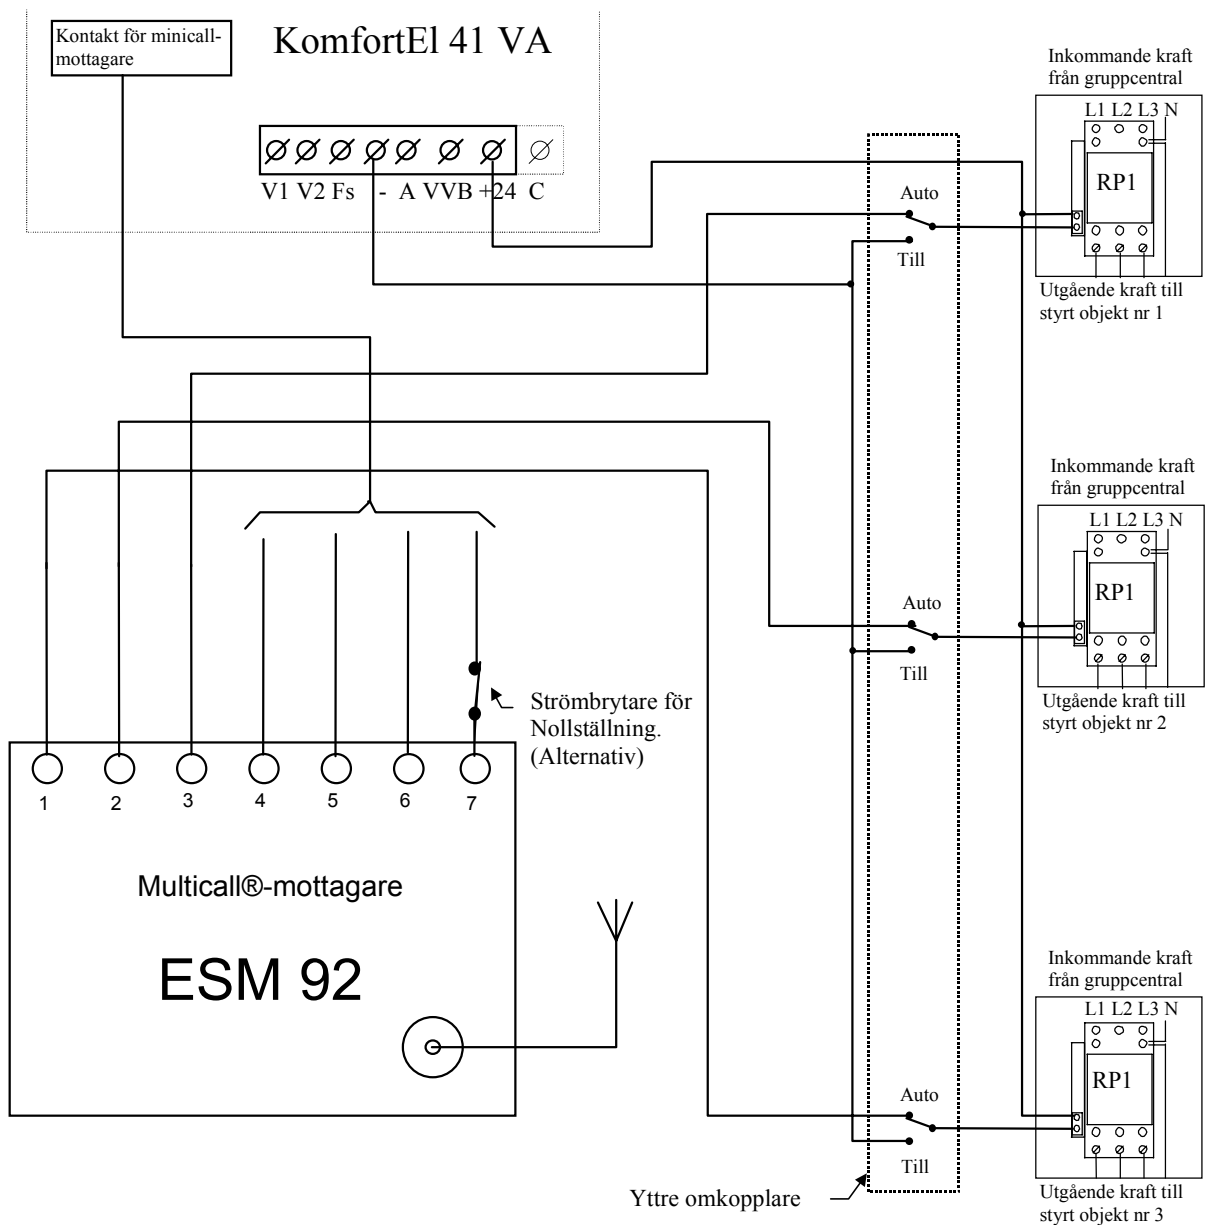 Kontakt för minicall-
mottagare
KomfortEl 41 VA
V1 V2 Fs - A VVB +24 C
Inkommande kraft
från gruppcentral
L1 L2 L3 N
RP1
Utgående kraft till
styrt objekt nr 1
Auto
Till
Inkommande kraft
från gruppcentral
L1 L2 L3 N
RP1
Utgående kraft till
styrt objekt nr 2
Auto
Till
Strömbrytare för
Nollställning.
(Alternativ)
1 2 3 4 5 6 7
Multicall®-mottagare
ESM 92
Inkommande kraft
från gruppcentral
L1 L2 L3 N
RP1
Utgående kraft till
styrt objekt nr 3
Auto
Till
Yttre omkopplare